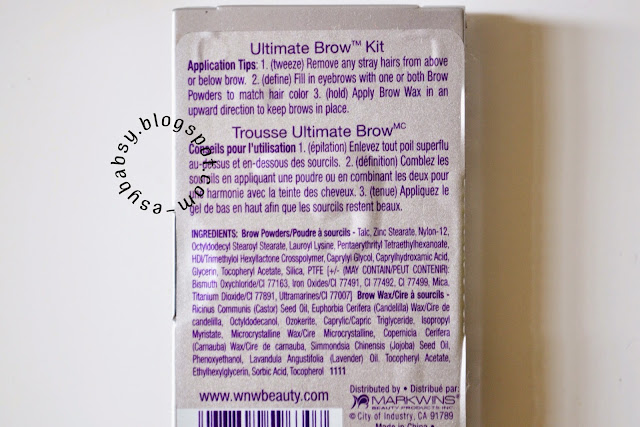 Ultimate Brow™ Kit
Application Tips: 1. (tweeze) Remove any stray hairs from above
or below brow. 2. (define) Fill in eyebrows with one or both Brow
Powders to match hair color 3. (hold) Apply Brow Wax in an
upward direction to keep brows in place.
Trousse Ultimate Brow MC
Conseils pour l'utilisation 1. (épilation) Enlevez tout poil superflu
au-dessus et en-dessous des sourcils. 2. (définition) Comblez les
sourcils en appliquant une poudre ou en combinant les deux pour
une harmonie avec la teinte des cheveux. 3. (tenue) Appliquez le
gel de bas en haut afin que les sourcils restent beaux.
INGREDIENTS: Brow Powders/Poudre à sourcils - Talc, Zinc Stearate, Nylon-12,
Octyldodecyl Stearoyl Stearate, Lauroyl Lysine, Pentaerythrityl Tetraethylhexanoate,
HDI/Trimethylol Hexyllactone Crosspolymer, Caprylyl Glycol, Caprylhydroxamic Acid,
Glycerin, Tocopheryl Acetate, Silica, PTFE [+/- (MAY CONTAIN/PEUT CONTENIR):
Bismuth Oxychloride/CI 77163, Iron Oxides/CI 77491, CI 77492, CI 77499, Mica,
Titanium Dioxide/CI 77891, Ultramarines/CI 77007] Brow Wax/Cire à sourcils -
Ricinus Communis (Castor) Seed Oil, Euphorbia Cerifera (Candelilla) Wax/Cire de
candelilla, Octyldodecanol, Ozokerite, Caprylic/Capric Triglyceride, Isopropyl
Myristate, Microcrystalline Wax/Cire Microcrystalline, Copernicia Cerifera
(Carnauba) Wax/Cire de carnauba, Simmondsia Chinensis (Jojoba) Seed Oil,
Phenoxyethanol, Lavandula Angustifolia (Lavender) Oil, Tocopheryl Acetate,
Ethylhexylglycerin, Sorbic Acid, Tocopherol 1111
www.wnwbeauty.com
Distributed by • Distribué par:
MARKWINS
BEAUTY PRODUCTS INC
© City of Industry, CA 91789
Made in China •
esybabsy.blogspot.com